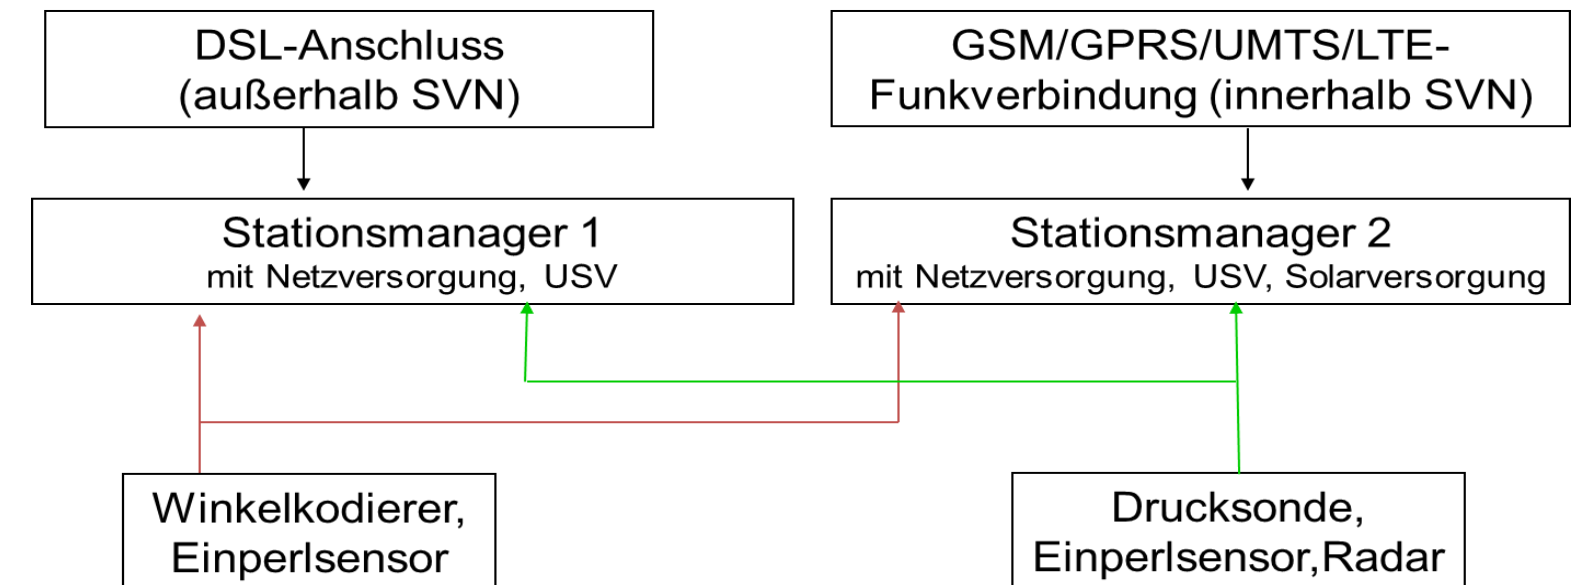 DSL-Anschluss
(außerhalb SVN)
GSM/GPRS/UMTS/LTE-
Funkverbindung (innerhalb SVN)
Stationsmanager 1
mit Netzversorgung, USV
Stationsmanager 2
mit Netzversorgung, USV, Solarversorgung
Winkelkodierer,
Einperlsensor
Drucksonde,
Einperlsensor,Radar